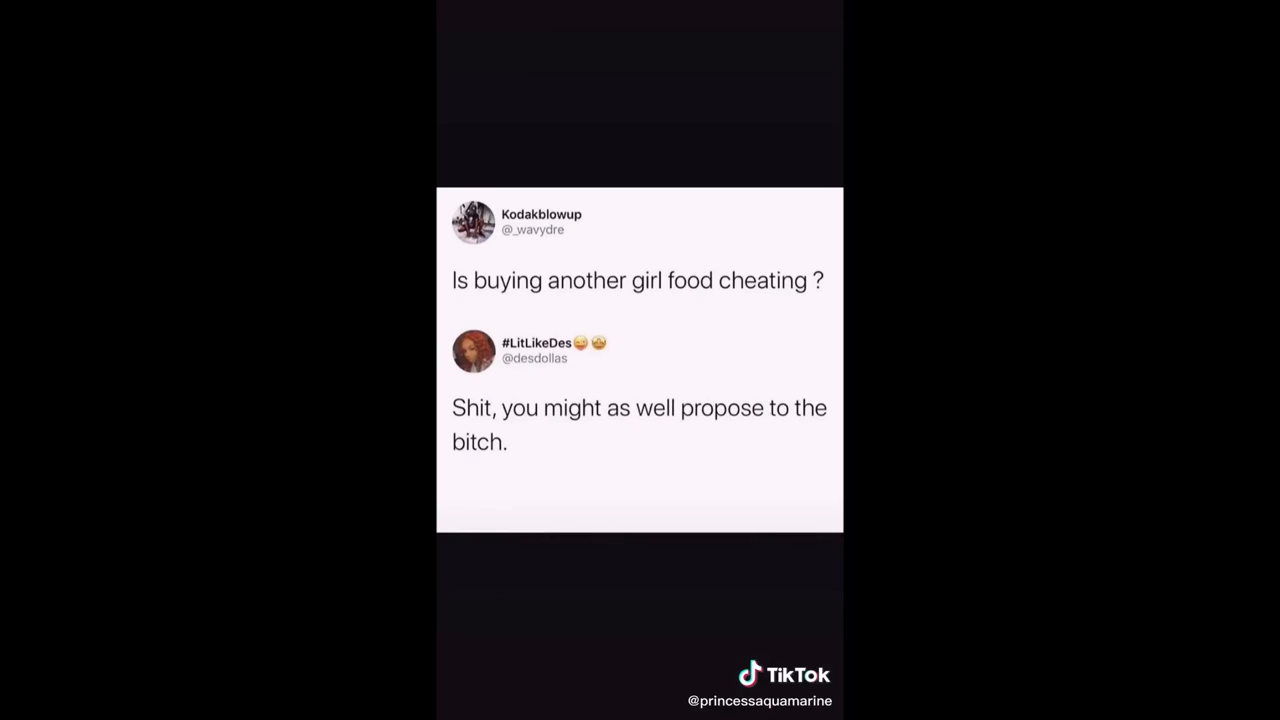 Kodakblowup
@_wavydre
Is buying another girl food cheating ?
#LitLikeDes😜🤩
@desdollas
Shit, you might as well propose to the
bitch.
TikTok
@princessaquamarine